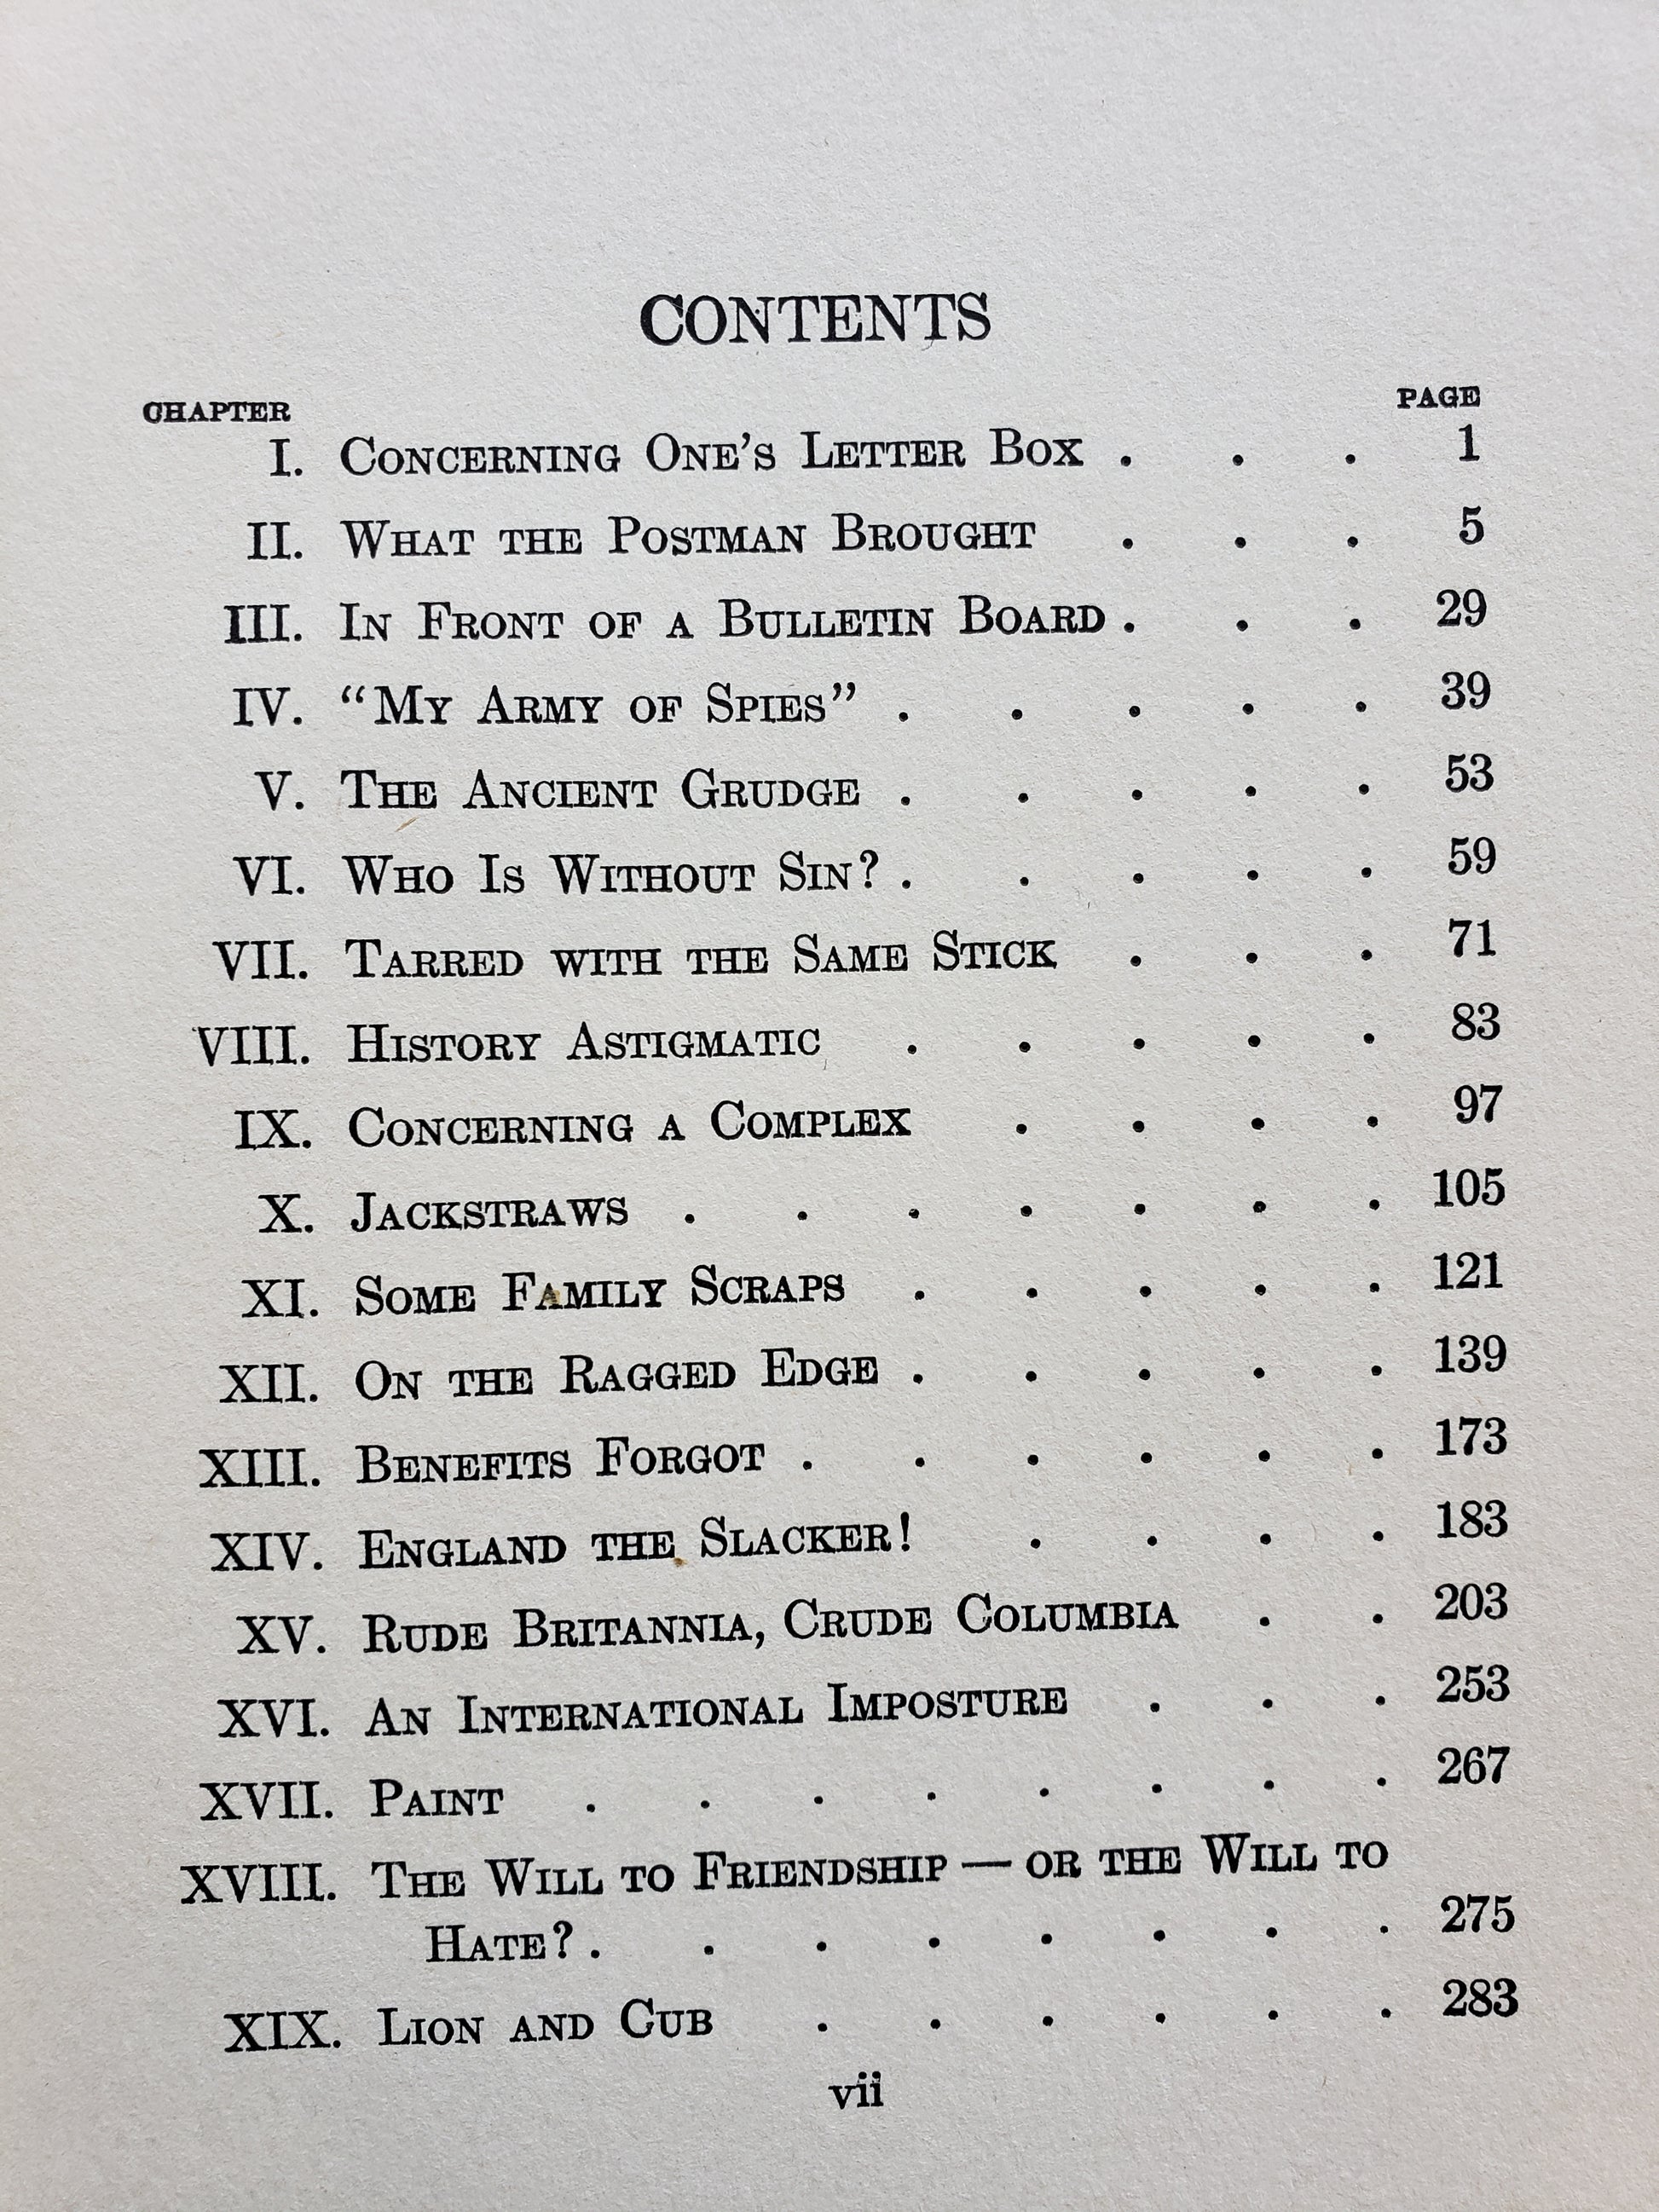 CONTENTS
CHAPTER PAGE
I. Concerning One's Letter Box . . . 1
II. What the Postman Brought . . . 5
III. In Front of a Bulletin Board . . . 29
IV. “My Army of Spies” . . . . . 39
V. The Ancient Grudge . . . . . 53
VI. Who Is Without Sin? . . . . . 59
VII. Tarred with the Same Stick . . . 71
VIII. History Astigmatic . . . . . 83
IX. Concerning a Complex . . . . 97
X. Jackstraws . . . . . . . 105
XI. Some Family Scraps . . . . . 121
XII. On the Ragged Edge . . . . . 139
XIII. Benefits Forgot . . . . . . 173
XIV. England the Slacker! . . . . 183
XV. Rude Britannia, Crude Columbia . . 203
XVI. An International Imposture . . . 253
XVII. Paint . . . . . . . . 267
XVIII. The Will to Friendship — or the Will to
Hate? . . . . . . . . 275
XIX. Lion and Cub . . . . . . 283
vii